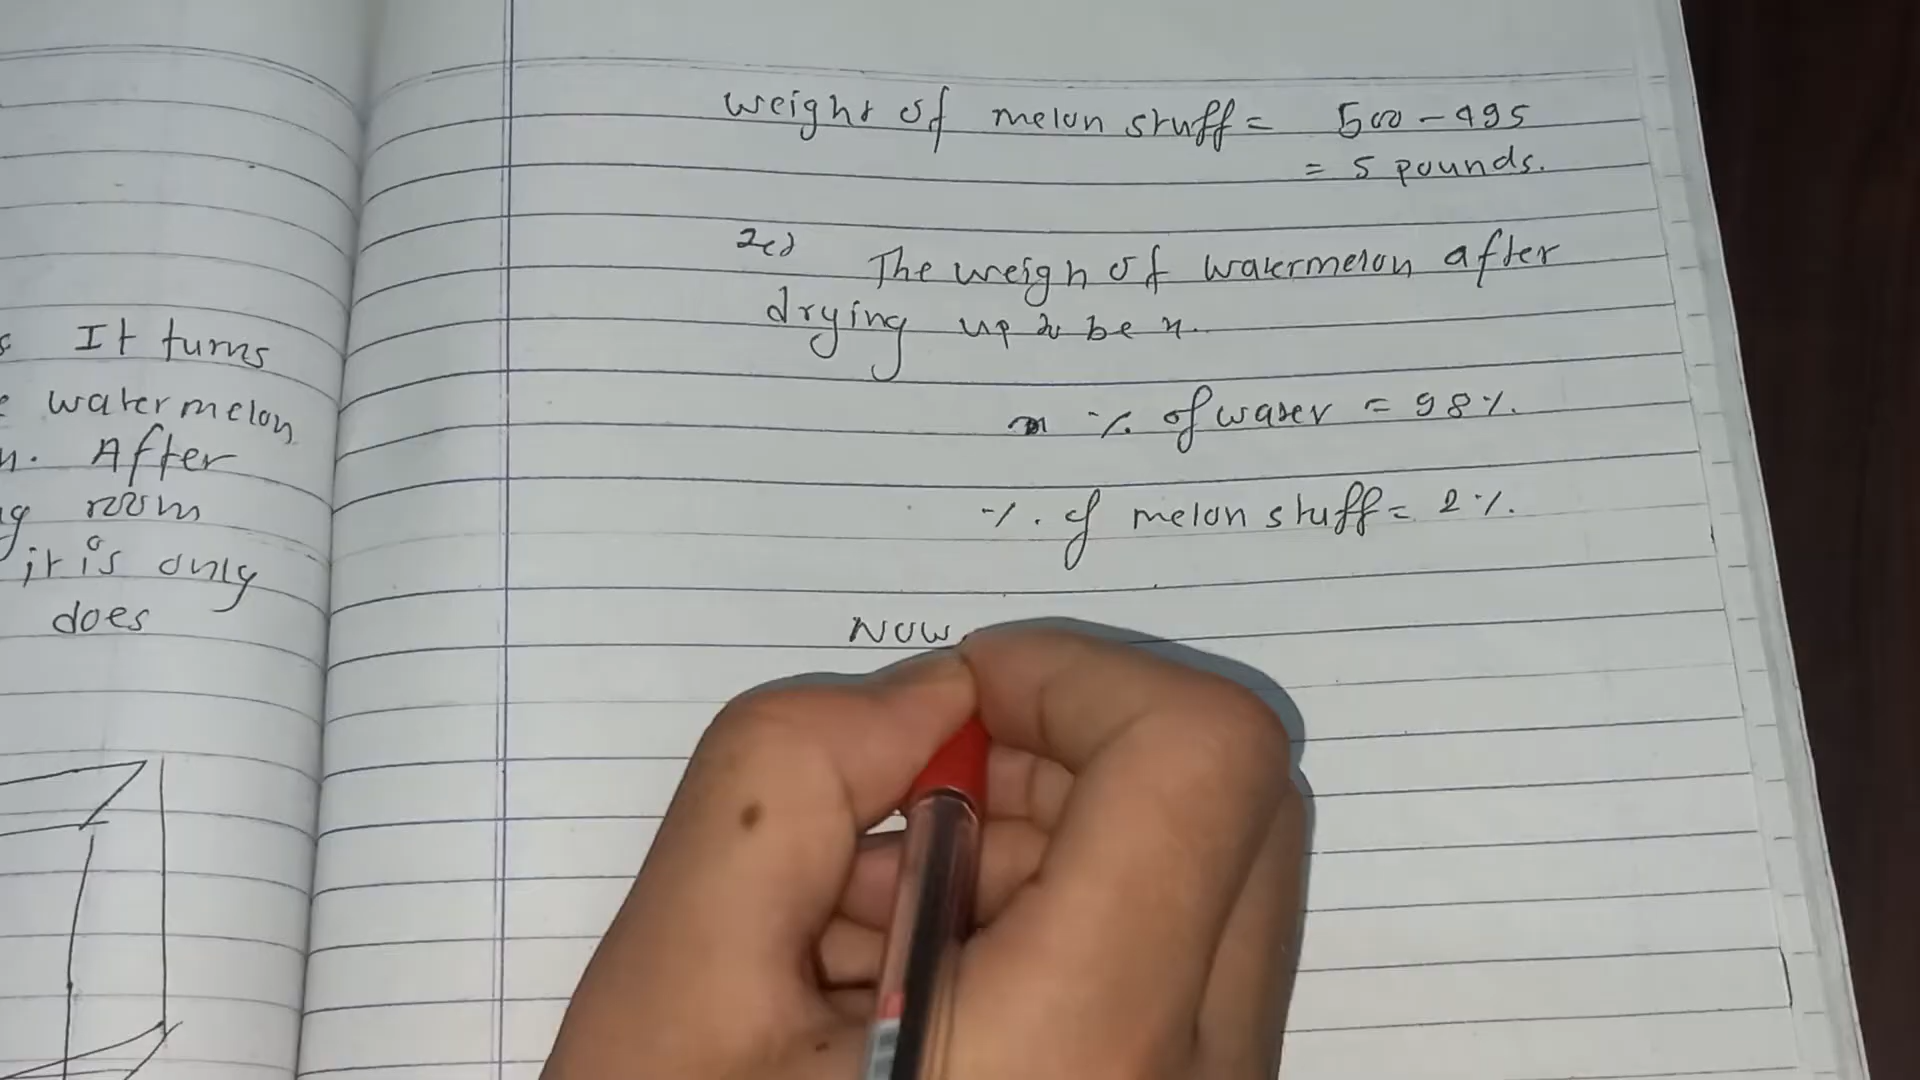 s It turns
e watermelon
n. After
g room
it is only
does
weight of melon stuff = 500 - 495
= 5 pounds.
The weigh of watermelon after
drying up to be x.
% of water = 98%.
%. of melon stuff = 2%.
Now,